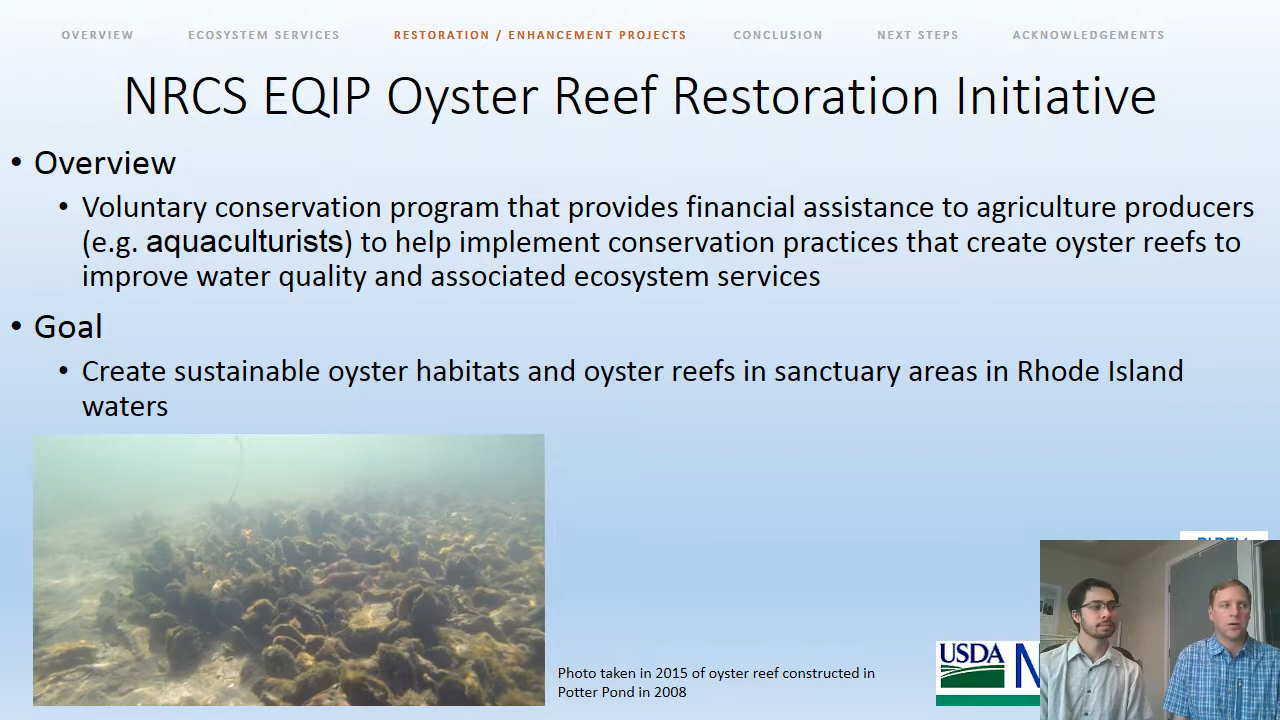 OVERVIEW ECOSYSTEM SERVICES RESTORATION / ENHANCEMENT PROJECTS CONCLUSION NEXT STEPS ACKNOWLEDGEMENTS
NRCS EQIP Oyster Reef Restoration Initiative
• Overview
• Voluntary conservation program that provides financial assistance to agriculture producers
(e.g. aquaculturists) to help implement conservation practices that create oyster reefs to
improve water quality and associated ecosystem services
• Goal
• Create sustainable oyster habitats and oyster reefs in sanctuary areas in Rhode Island
waters
Photo taken in 2015 of oyster reef constructed in
Potter Pond in 2008
USDA N